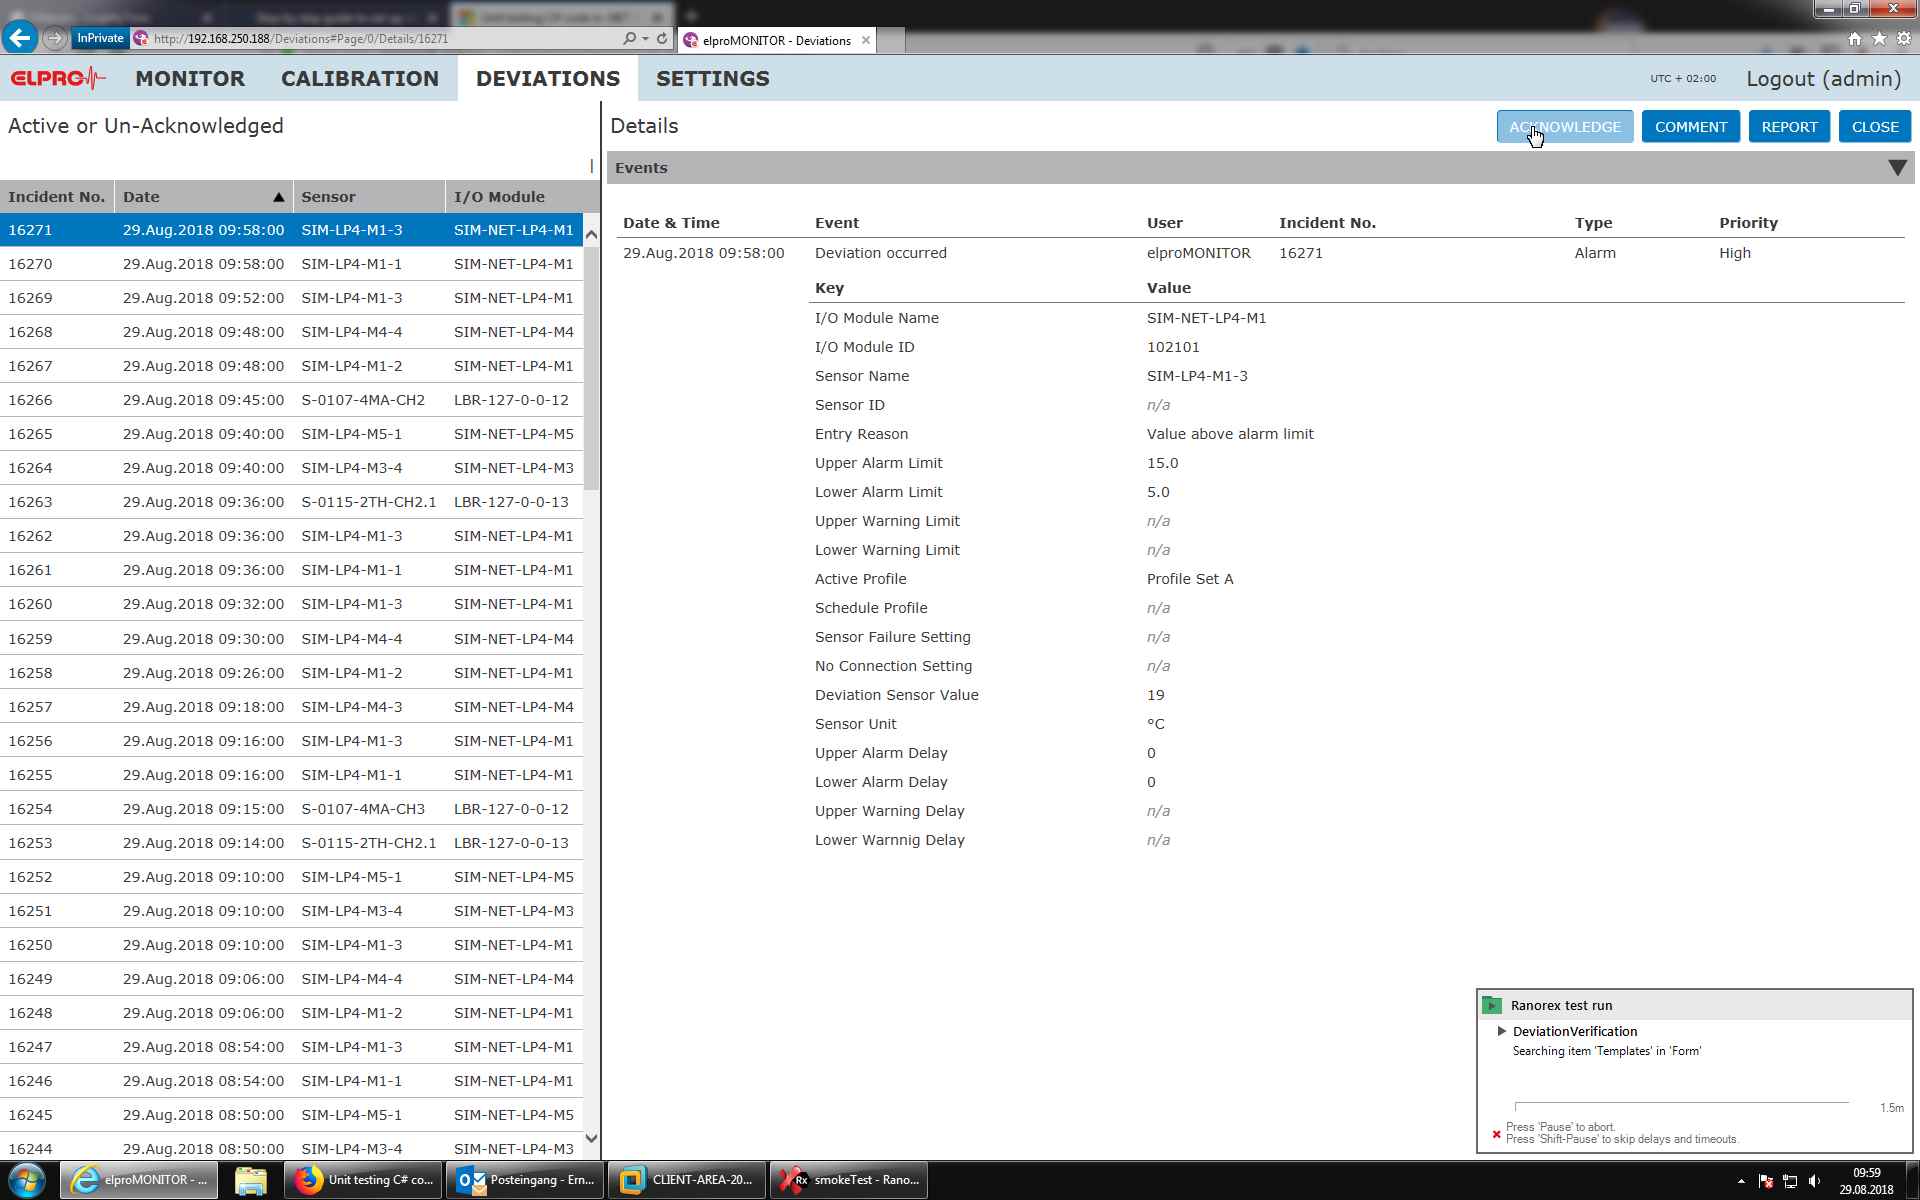 InPrivate
http://192.168.250.188/Deviations#Page/0/Details/16271
elproMONITOR - Deviations
ELPRO MONITOR CALIBRATION DEVIATIONS SETTINGS UTC + 02:00 Logout (admin)
Active or Un-Acknowledged
Incident No. Date Sensor I/O Module
16271 29.Aug.2018 09:58:00 SIM-LP4-M1-3 SIM-NET-LP4-M1
16270 29.Aug.2018 09:58:00 SIM-LP4-M1-1 SIM-NET-LP4-M1
16269 29.Aug.2018 09:52:00 SIM-LP4-M1-3 SIM-NET-LP4-M1
16268 29.Aug.2018 09:48:00 SIM-LP4-M4-4 SIM-NET-LP4-M4
16267 29.Aug.2018 09:48:00 SIM-LP4-M1-2 SIM-NET-LP4-M1
16266 29.Aug.2018 09:45:00 S-0107-4MA-CH2 LBR-127-0-0-12
16265 29.Aug.2018 09:40:00 SIM-LP4-M5-1 SIM-NET-LP4-M5
16264 29.Aug.2018 09:40:00 SIM-LP4-M3-4 SIM-NET-LP4-M3
16263 29.Aug.2018 09:36:00 S-0115-2TH-CH2.1 LBR-127-0-0-13
16262 29.Aug.2018 09:36:00 SIM-LP4-M1-3 SIM-NET-LP4-M1
16261 29.Aug.2018 09:36:00 SIM-LP4-M1-1 SIM-NET-LP4-M1
16260 29.Aug.2018 09:32:00 SIM-LP4-M1-3 SIM-NET-LP4-M1
16259 29.Aug.2018 09:30:00 SIM-LP4-M4-4 SIM-NET-LP4-M4
16258 29.Aug.2018 09:26:00 SIM-LP4-M1-2 SIM-NET-LP4-M1
16257 29.Aug.2018 09:18:00 SIM-LP4-M4-3 SIM-NET-LP4-M4
16256 29.Aug.2018 09:16:00 SIM-LP4-M1-3 SIM-NET-LP4-M1
16255 29.Aug.2018 09:16:00 SIM-LP4-M1-1 SIM-NET-LP4-M1
16254 29.Aug.2018 09:15:00 S-0107-4MA-CH3 LBR-127-0-0-12
16253 29.Aug.2018 09:14:00 S-0115-2TH-CH2.1 LBR-127-0-0-13
16252 29.Aug.2018 09:10:00 SIM-LP4-M5-1 SIM-NET-LP4-M5
16251 29.Aug.2018 09:10:00 SIM-LP4-M3-4 SIM-NET-LP4-M3
16250 29.Aug.2018 09:10:00 SIM-LP4-M1-3 SIM-NET-LP4-M1
16249 29.Aug.2018 09:06:00 SIM-LP4-M4-4 SIM-NET-LP4-M4
16248 29.Aug.2018 09:06:00 SIM-LP4-M1-2 SIM-NET-LP4-M1
16247 29.Aug.2018 08:54:00 SIM-LP4-M1-3 SIM-NET-LP4-M1
16246 29.Aug.2018 08:54:00 SIM-LP4-M1-1 SIM-NET-LP4-M1
16245 29.Aug.2018 08:50:00 SIM-LP4-M5-1 SIM-NET-LP4-M5
16244 29.Aug.2018 08:50:00 SIM-LP4-M3-4 SIM-NET-LP4-M3
Details ACKNOWLEDGE COMMENT REPORT CLOSE
Events
Date & Time Event User Incident No. Type Priority
29.Aug.2018 09:58:00 Deviation occurred elproMONITOR 16271 Alarm High
Key Value
I/O Module Name SIM-NET-LP4-M1
I/O Module ID 102101
Sensor Name SIM-LP4-M1-3
Sensor ID n/a
Entry Reason Value above alarm limit
Upper Alarm Limit 15.0
Lower Alarm Limit 5.0
Upper Warning Limit n/a
Lower Warning Limit n/a
Active Profile Profile Set A
Schedule Profile n/a
Sensor Failure Setting n/a
No Connection Setting n/a
Deviation Sensor Value 19
Sensor Unit °C
Upper Alarm Delay 0
Lower Alarm Delay 0
Upper Warning Delay n/a
Lower Warnnig Delay n/a
Ranorex test run
DeviationVerification
Searching item 'Templates' in 'Form'
1.5m
Press 'Pause' to abort.
Press 'Shift-Pause' to skip delays and timeouts.
elproMONITOR - ... Unit testing C# co... Posteingang - Ern... CLIENT-AREA-20... Rx smokeTest - Rano...
09:59
29.08.2018